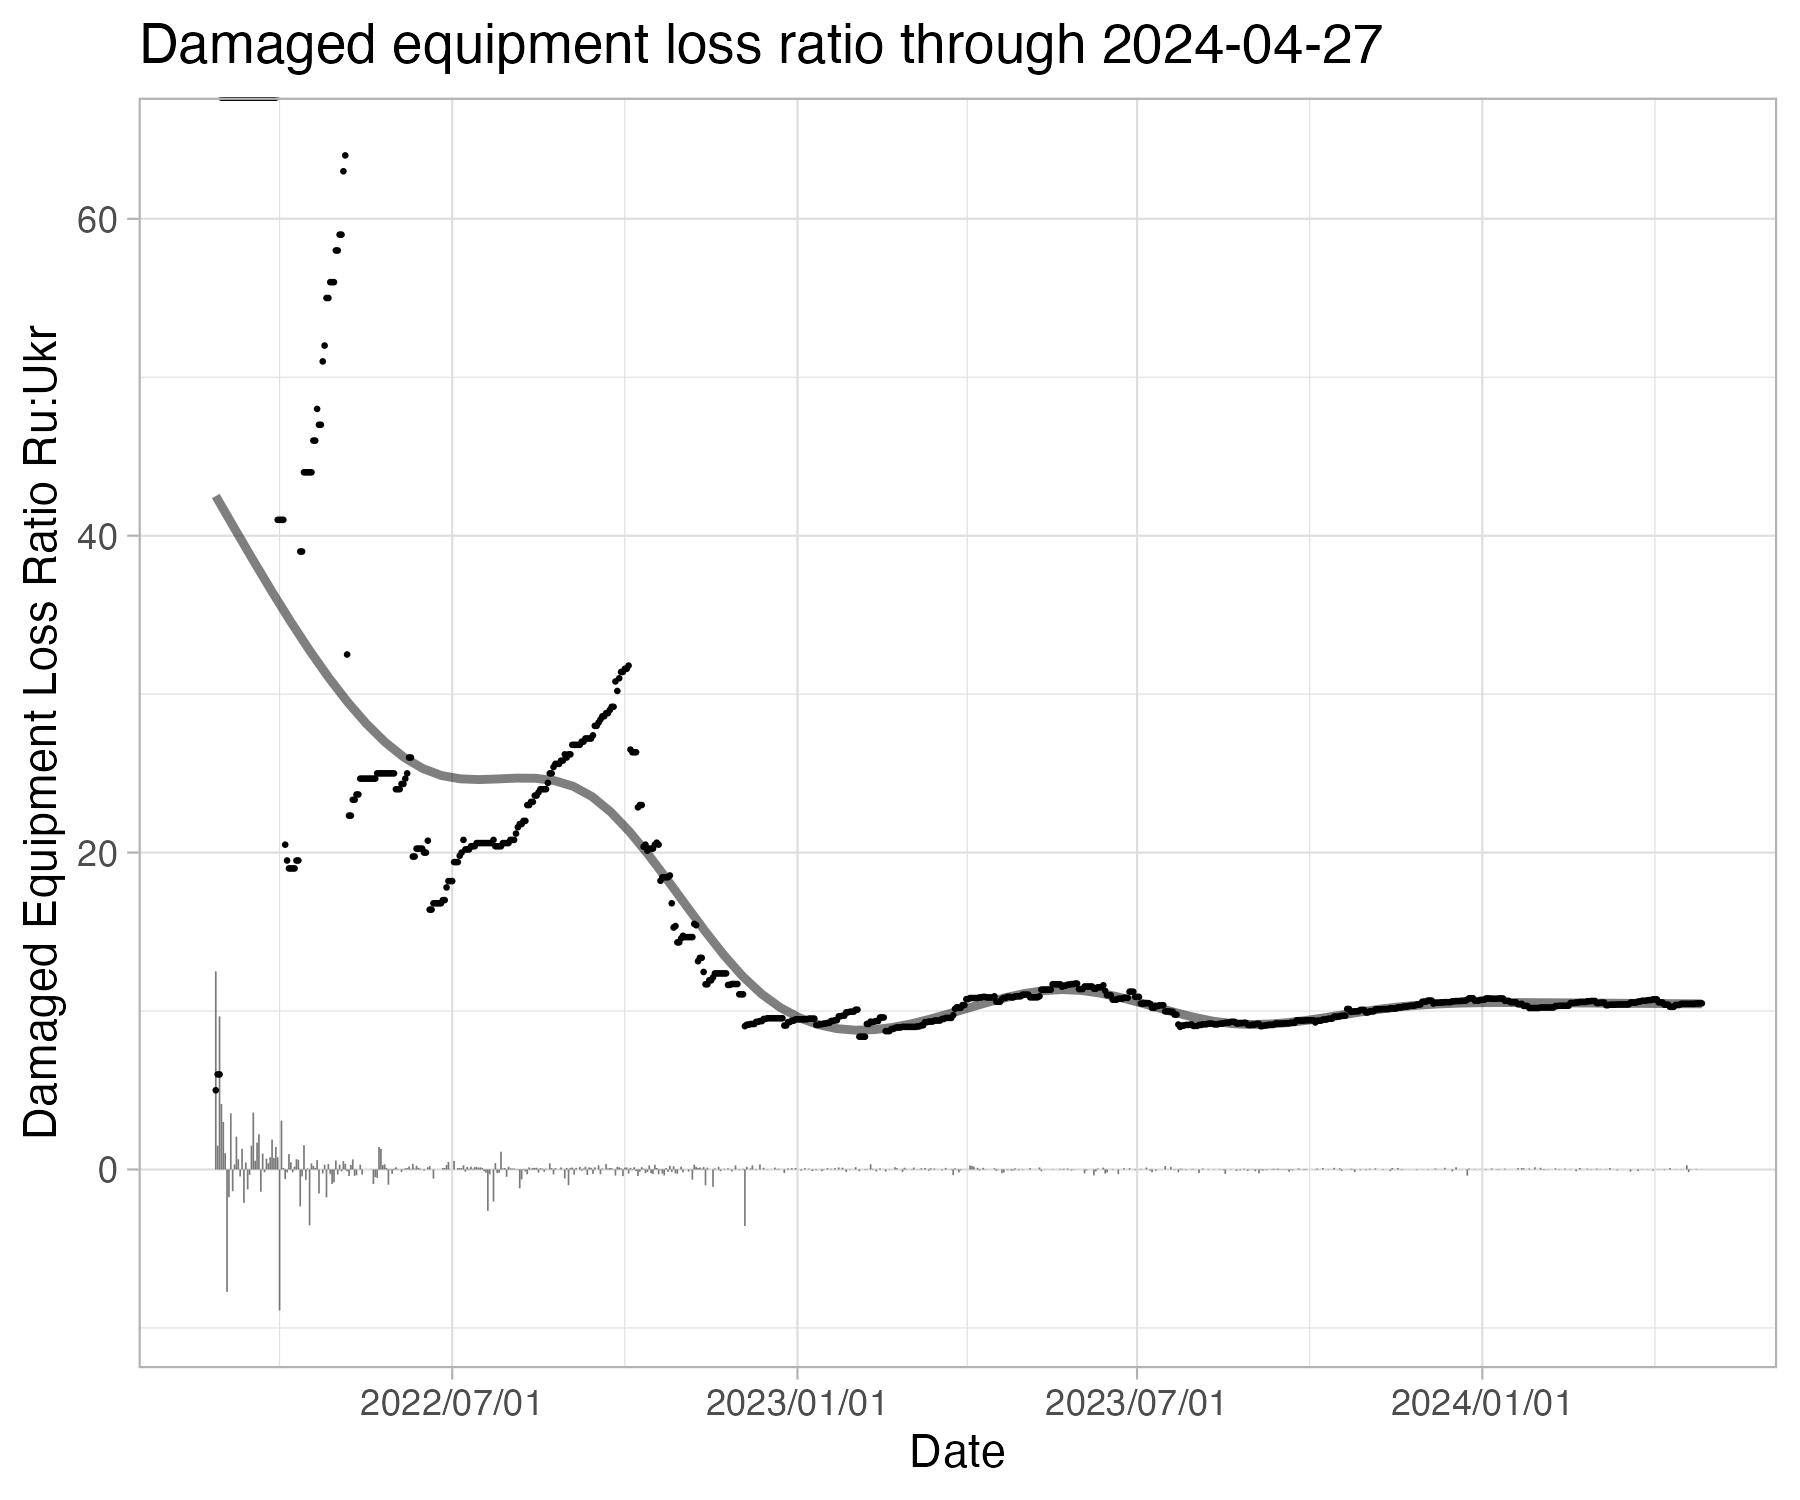 Damaged equipment loss ratio through 2024-04-27
Damaged Equipment Loss Ratio Ru:Ukr
60
40
20
0
2022/07/01
2023/01/01
2023/07/01
2024/01/01
Date